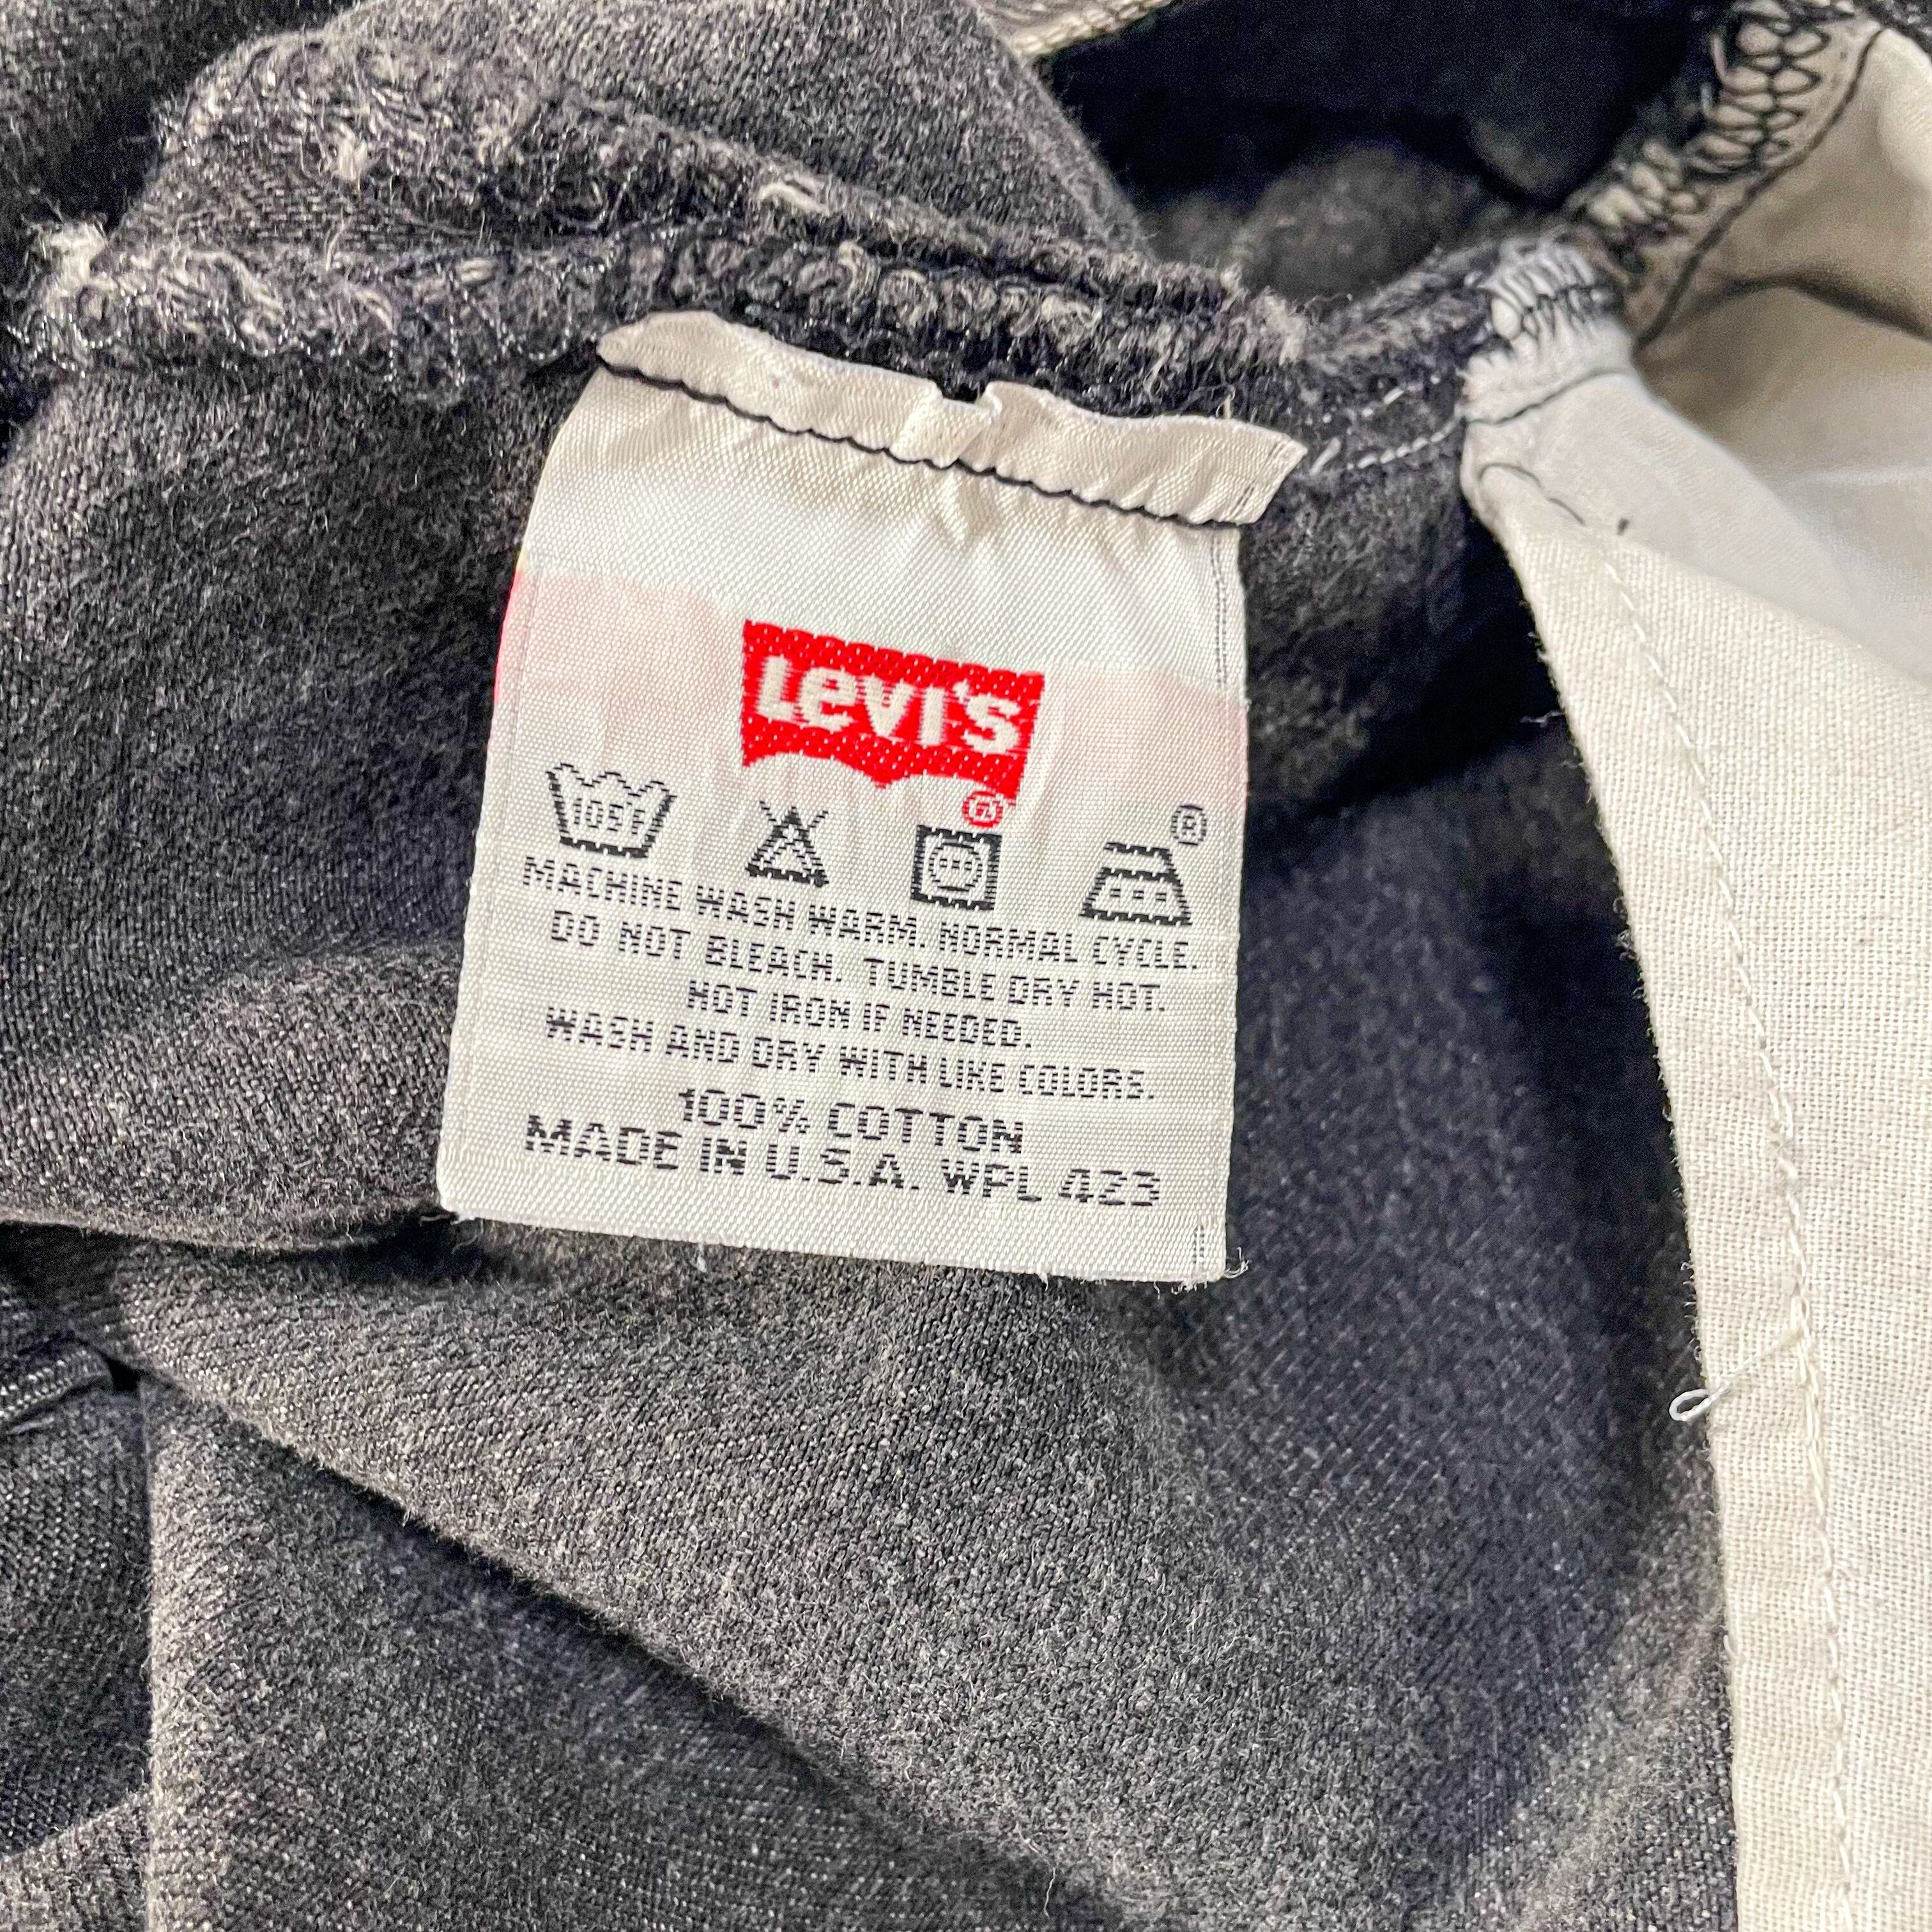 Levi's
®
®
105F
MACHINE WASH WARM. NORMAL CYCLE.
DO NOT BLEACH. TUMBLE DRY HOT.
HOT IRON IF NEEDED.
WASH AND DRY WITH LIKE COLORS.
100% COTTON
MADE IN U.S.A. WPL 423